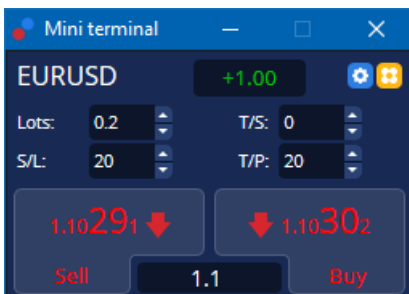 Mini terminal
EURUSD +1.00
Lots: 0.2 T/S: 0
S/L: 20 T/P: 20
1.10291 1.10302
Sell 1.1 Buy